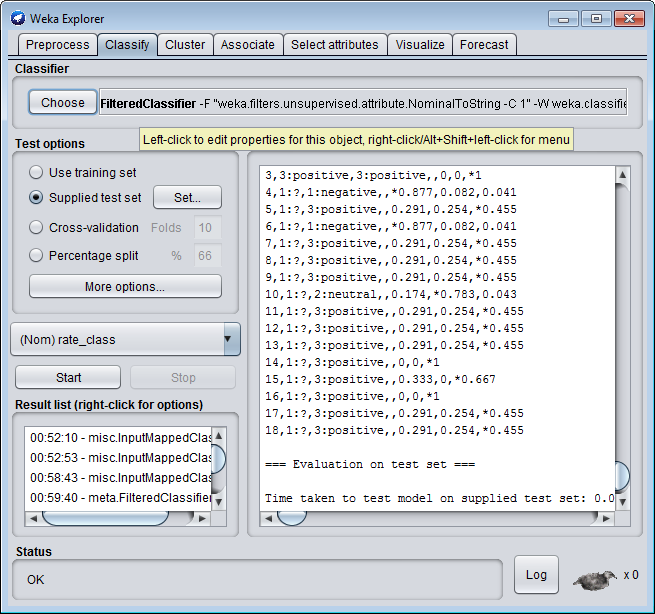 Weka Explorer
Preprocess Classify Cluster Associate Select attributes Visualize Forecast
Classifier
Choose FilteredClassifier -F "weka.filters.unsupervised.attribute.NominalToString -C 1" -W weka.classifie
Left-click to edit properties for this object, right-click/Alt+Shift+left-click for menu
Test options
Use training set
Supplied test set Set...
Cross-validation Folds 10
Percentage split % 66
More options...
(Nom) rate_class
Start Stop
Result list (right-click for options)
00:52:10 - misc.InputMappedClas
00:52:53 - misc.InputMappedClas
00:58:43 - misc.InputMappedClas
00:59:40 - meta.FilteredClassifier
3,3:positive,3:positive,,0,0,*1
4,1:?,1:negative,,*0.877,0.082,0.041
5,1:?,3:positive,,0.291,0.254,*0.455
6,1:?,1:negative,,*0.877,0.082,0.041
7,1:?,3:positive,,0.291,0.254,*0.455
8,1:?,3:positive,,0.291,0.254,*0.455
9,1:?,3:positive,,0.291,0.254,*0.455
10,1:?,2:neutral,,0.174,*0.783,0.043
11,1:?,3:positive,,0.291,0.254,*0.455
12,1:?,3:positive,,0.291,0.254,*0.455
13,1:?,3:positive,,0.291,0.254,*0.455
14,1:?,3:positive,,0,0,*1
15,1:?,3:positive,,0.333,0,*0.667
16,1:?,3:positive,,0,0,*1
17,1:?,3:positive,,0.291,0.254,*0.455
18,1:?,3:positive,,0.291,0.254,*0.455
=== Evaluation on test set ===
Time taken to test model on supplied test set: 0.0
Status
OK
Log
x 0